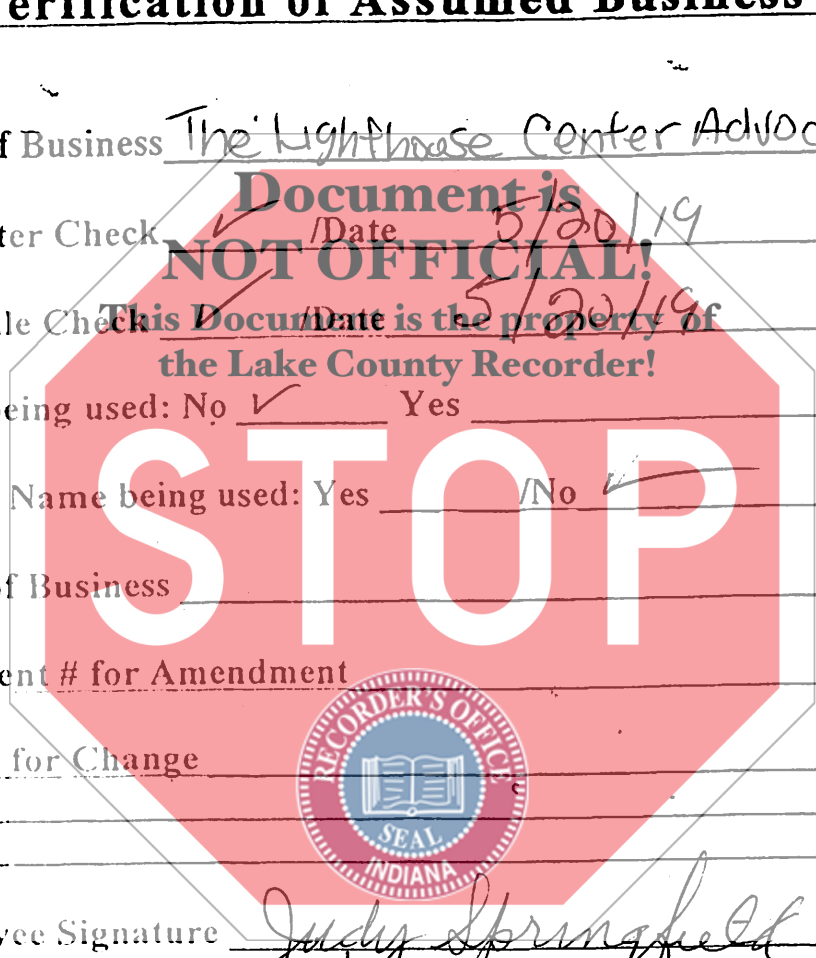 erification of Assumed Business
f Business The Lighthouse Center Advoc
Document is
ter Check ✓ /Date 5/20/19
NOT OFFICIAL!
le Check ✓ /Date 5/20/19
This Document is the property of
the Lake County Recorder!
eing used: No ✓ Yes
STOP
Name being used: Yes /No ✓
f Business
ent # for Amendment
RECORDER'S OFFICE
for Change
SEAL
INDIANA
yee Signature Judy Springfield